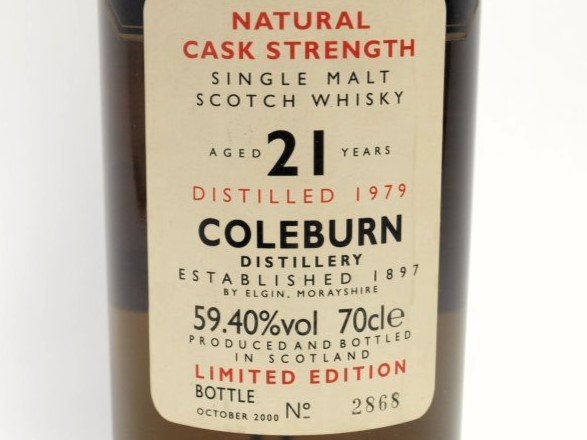 NATURAL
CASK STRENGTH
SINGLE MALT
SCOTCH WHISKY
AGED 21 YEARS
DISTILLED 1979
COLEBURN
DISTILLERY
ESTABLISHED 1897
BY ELGIN, MORAYSHIRE
59.40%vol 70cle
PRODUCED AND BOTTLED
IN SCOTLAND
LIMITED EDITION
BOTTLE
OCTOBER 2000 Nº 2868